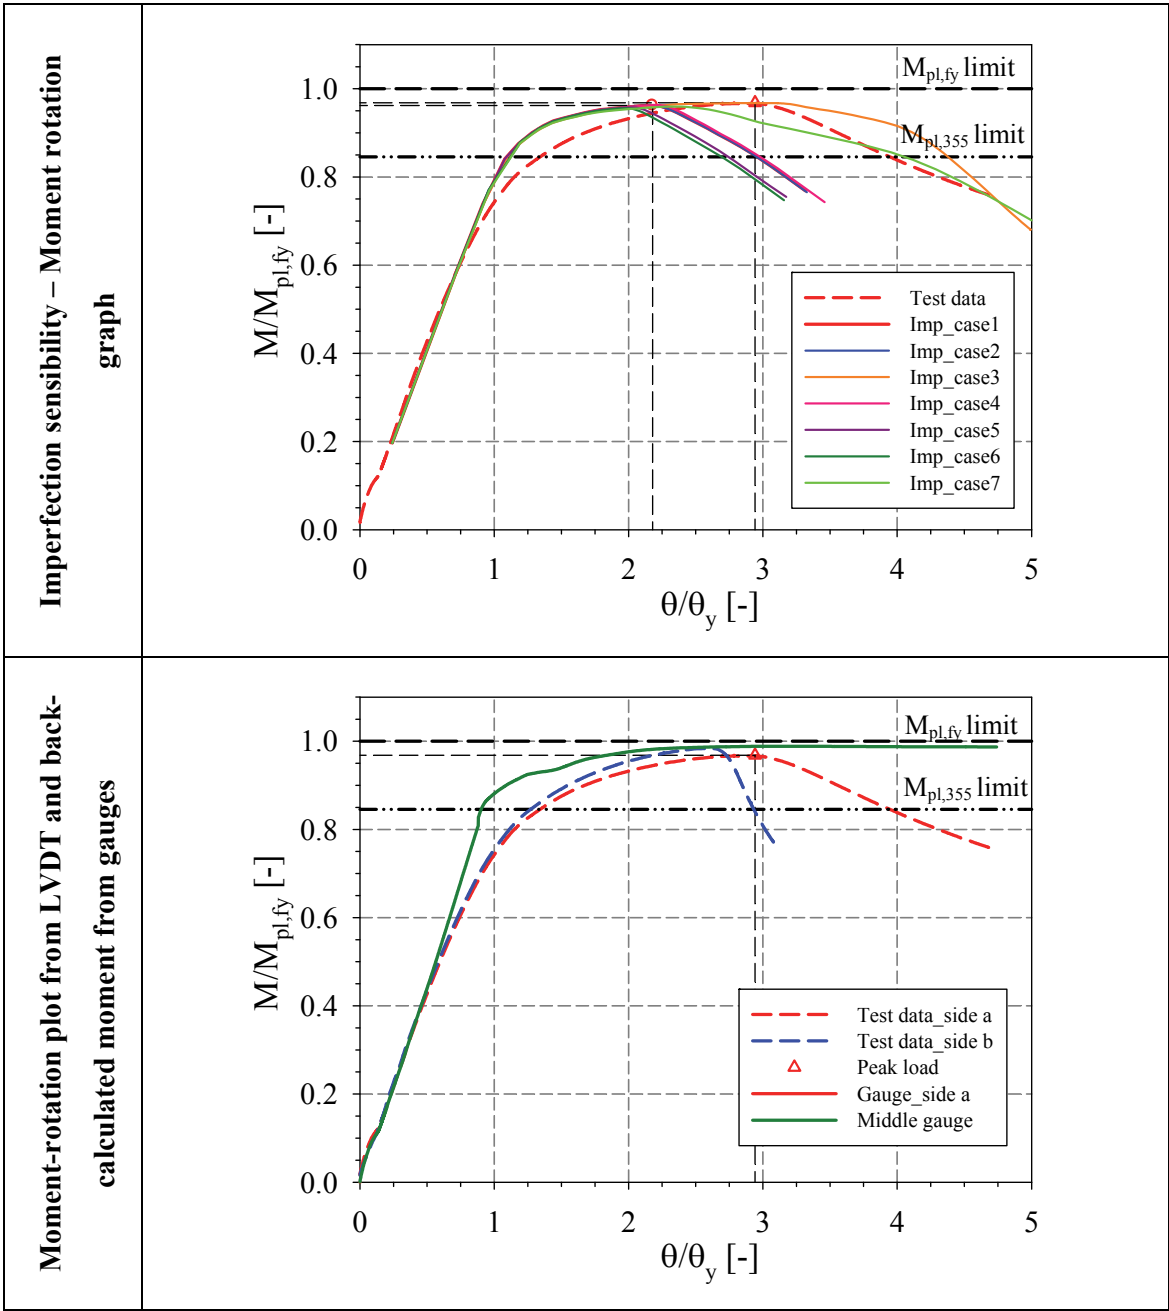 Imperfection sensibility – Moment rotation
graph
M/Mpl,fy [-]
1.0
0.8
0.6
0.4
0.2
0.0
Mpl,fy limit
Mpl,355 limit
Test data
Imp_case1
Imp_case2
Imp_case3
Imp_case4
Imp_case5
Imp_case6
Imp_case7
0 1 2 3 4 5
θ/θy [-]
Moment-rotation plot from LVDT and back-
calculated moment from gauges
M/Mpl,fy [-]
1.0
0.8
0.6
0.4
0.2
0.0
Mpl,fy limit
Mpl,355 limit
Test data_side a
Test data_side b
Peak load
Gauge_side a
Middle gauge
0 1 2 3 4 5
θ/θy [-]